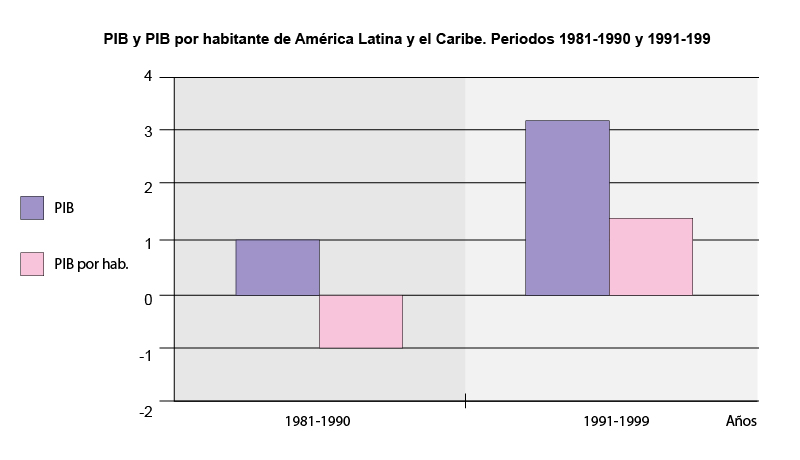 PIB y PIB por habitante de América Latina y el Caribe. Periodos 1981-1990 y 1991-199
4
3
2
1
0
-1
-2
PIB
PIB por hab.
1981-1990
1991-1999
Años